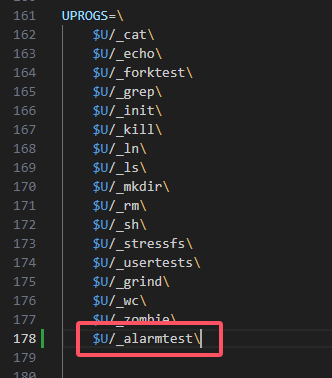 161 UPROGS=\
162 $U/_cat\
163 $U/_echo\
164 $U/_forktest\
165 $U/_grep\
166 $U/_init\
167 $U/_kill\
168 $U/_ln\
169 $U/_ls\
170 $U/_mkdir\
171 $U/_rm\
172 $U/_sh\
173 $U/_stressfs\
174 $U/_usertests\
175 $U/_grind\
176 $U/_wc\
177 $U/_zombie\
178 $U/_alarmtest\
179